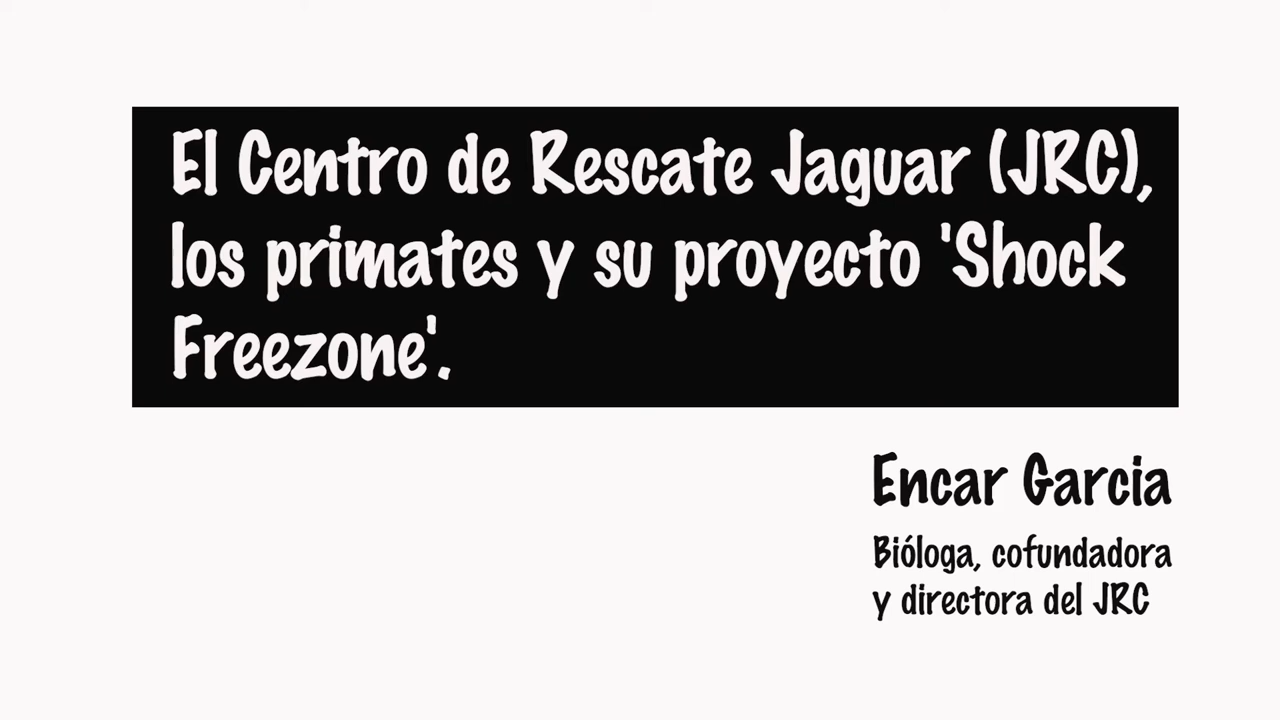 El Centro de Rescate Jaguar (JRC),
los primates y su proyecto 'Shock
Freezone'.
Encar Garcia
Bióloga, cofundadora
y directora del JRC